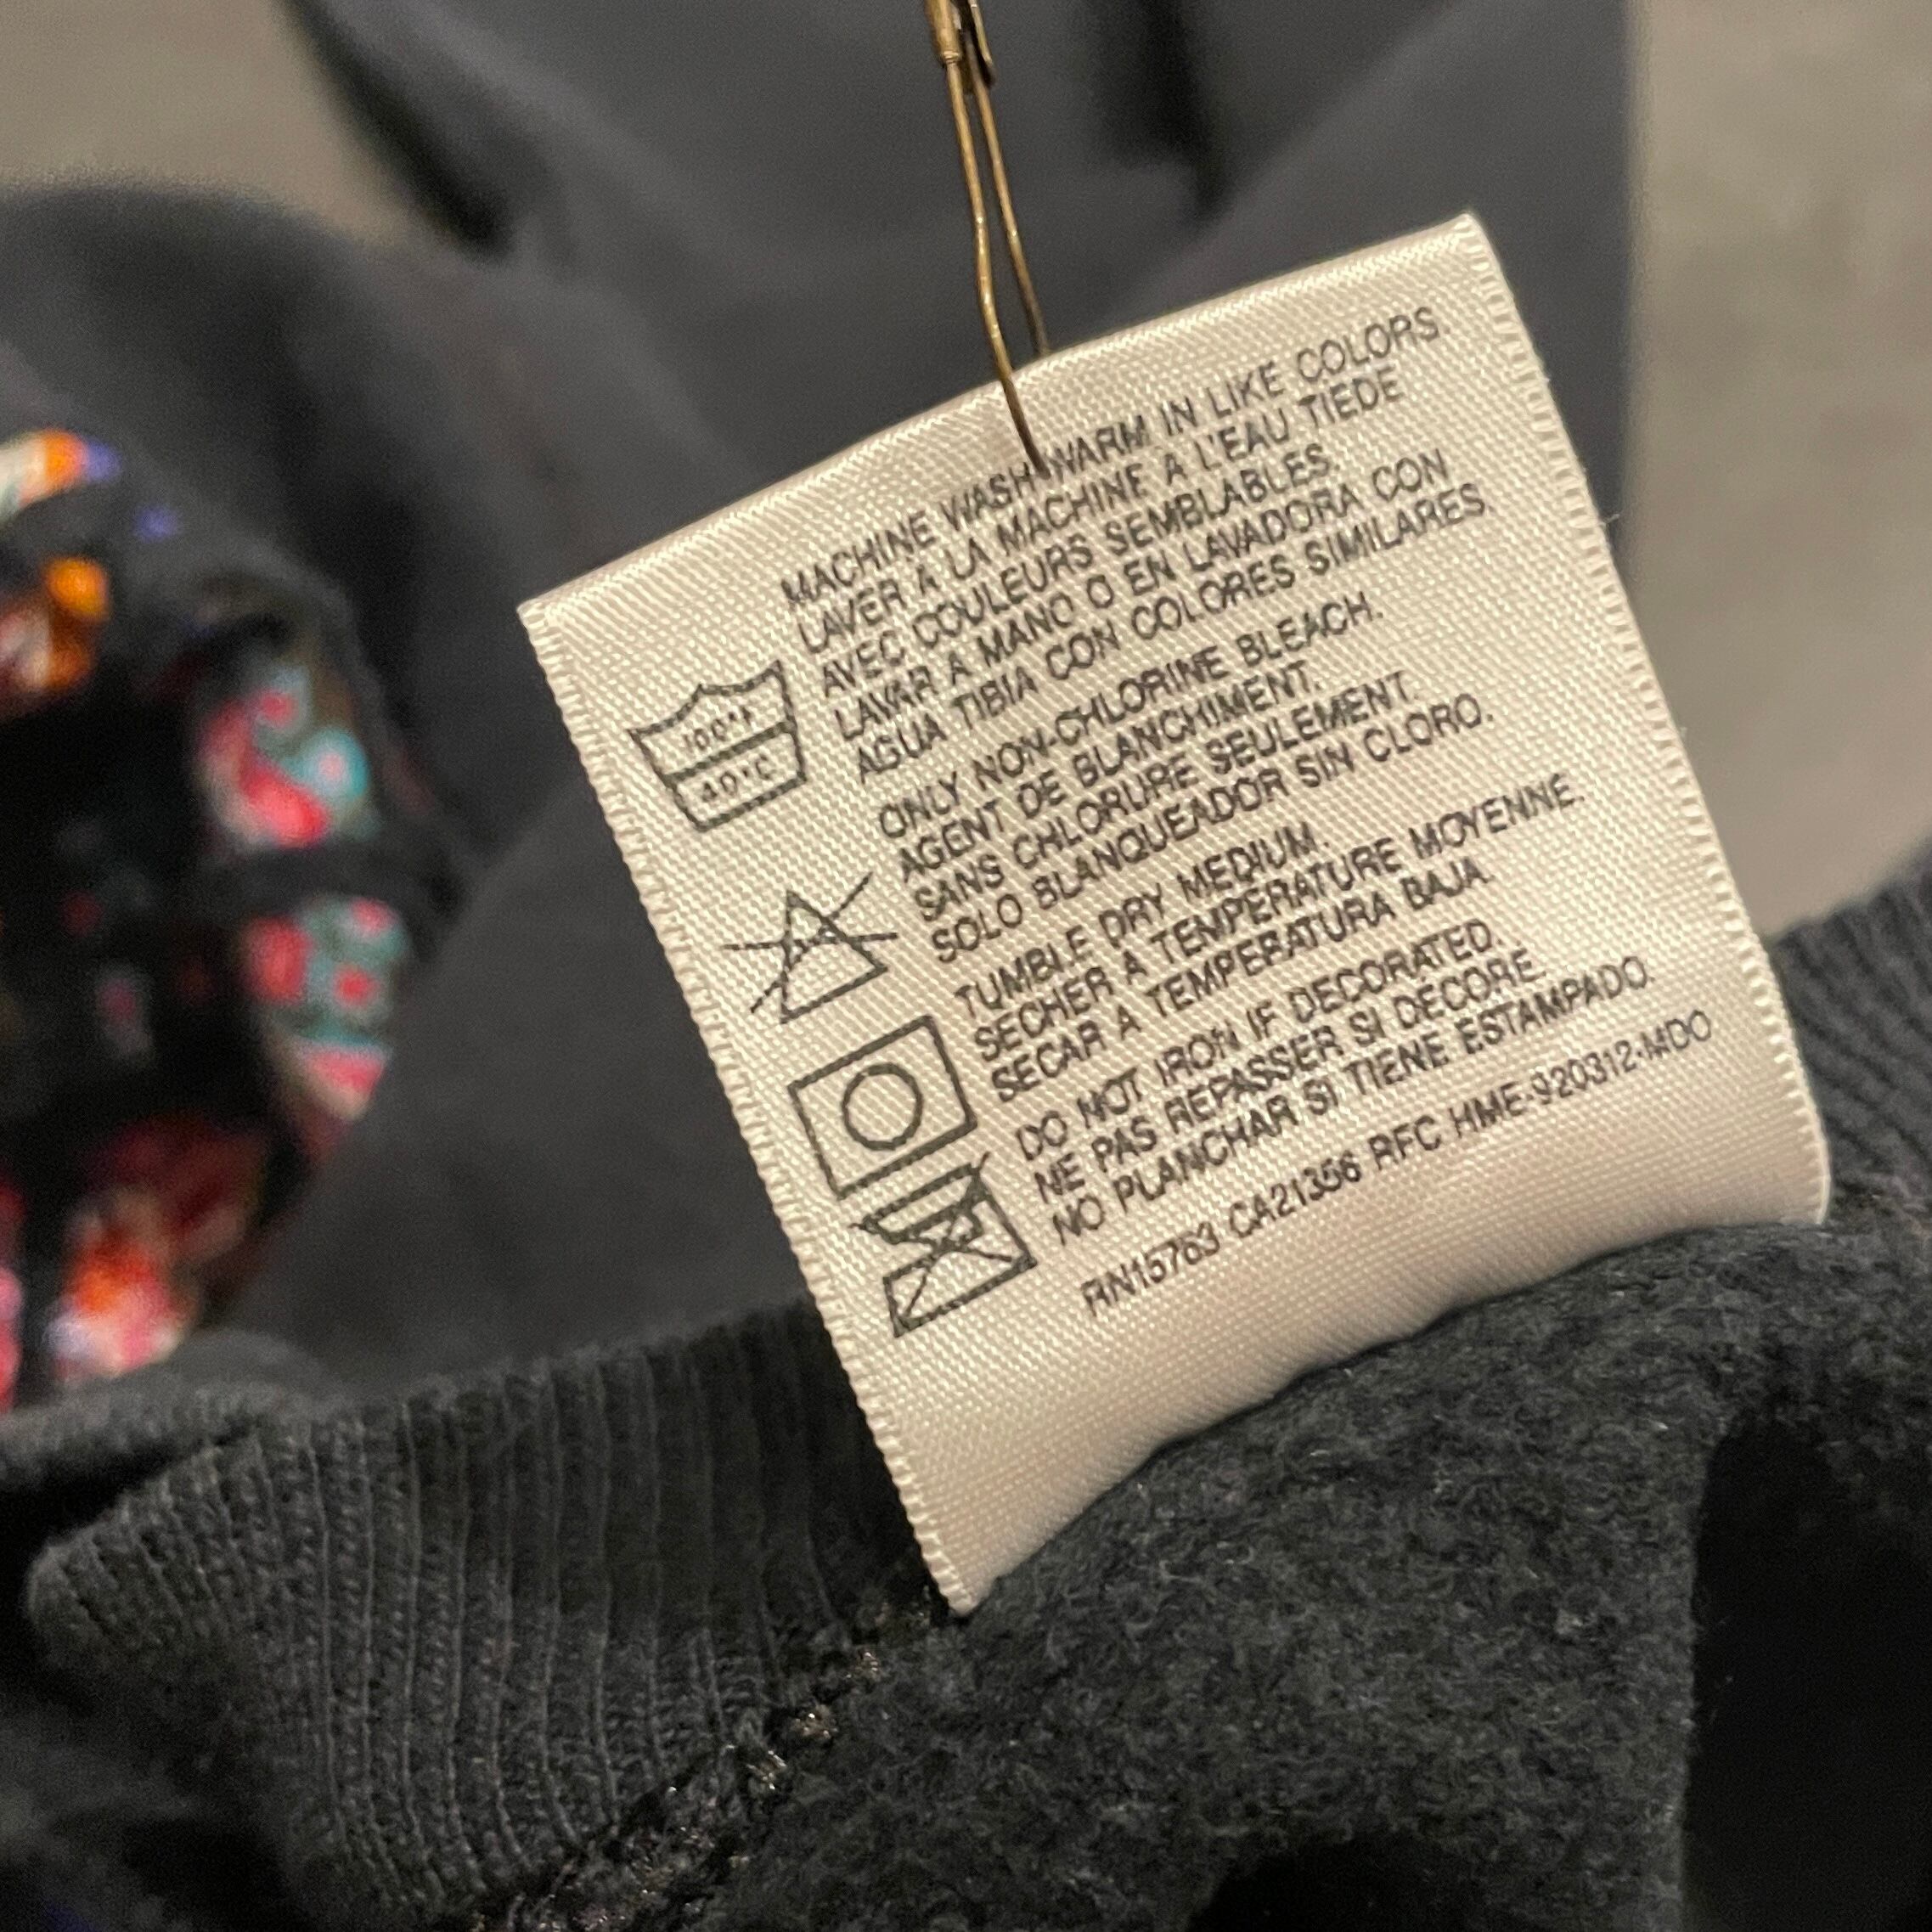 MACHINE WASH WARM IN LIKE COLORS.
LAVER A LA MACHINE A L'EAU TIEDE
AVEC COULEURS SEMBLABLES.
LAVAR A MANO O EN LAVADORA CON
AGUA TIBIA CON COLORES SIMILARES
ONLY NON-CHLORINE BLEACH.
AGENT DE BLANCHIMENT.
SANS CHLORURE SEULEMENT.
SOLO BLANQUEADOR SIN CLORO.
TUMBLE DRY MEDIUM.
SECHER A TEMPERATURE MOYENNE.
SECAR A TEMPERATURA BAJA
DO NOT IRON IF DECORATED.
NE PAS REPASSER SI DECORE.
NO PLANCHAR SI TIENE ESTAMPADO.
RN15763 CA21356 RFC HME-920312-MDO
40°C